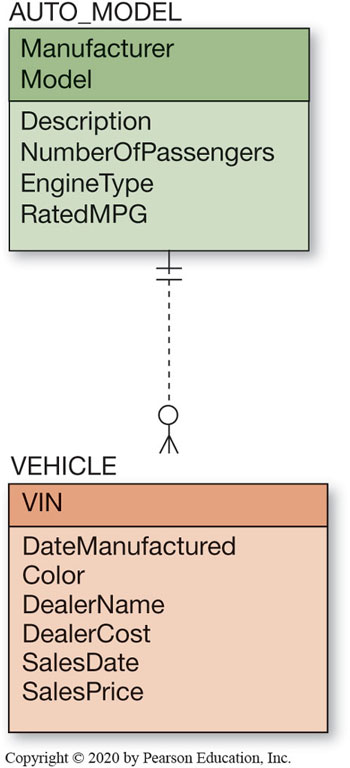 AUTO_MODEL
Manufacturer
Model
Description
NumberOfPassengers
EngineType
RatedMPG
VEHICLE
VIN
DateManufactured
Color
DealerName
DealerCost
SalesDate
SalesPrice
Copyright © 2020 by Pearson Education, Inc.